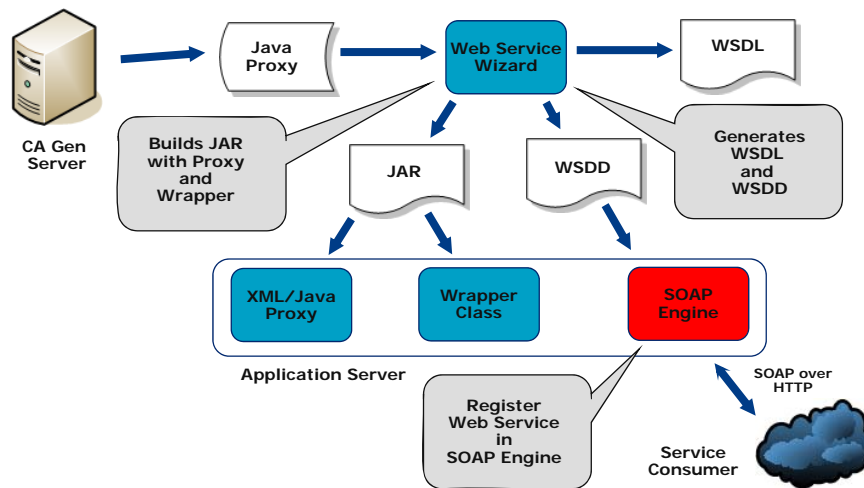 Java
Proxy
Web Service
Wizard
WSDL
CA Gen
Server
Builds JAR
with Proxy
and
Wrapper
JAR
WSDD
Generates
WSDL
and
WSDD
XML/Java
Proxy
Wrapper
Class
SOAP
Engine
Application Server
SOAP over
HTTP
Register
Web Service
in
SOAP Engine
Service
Consumer